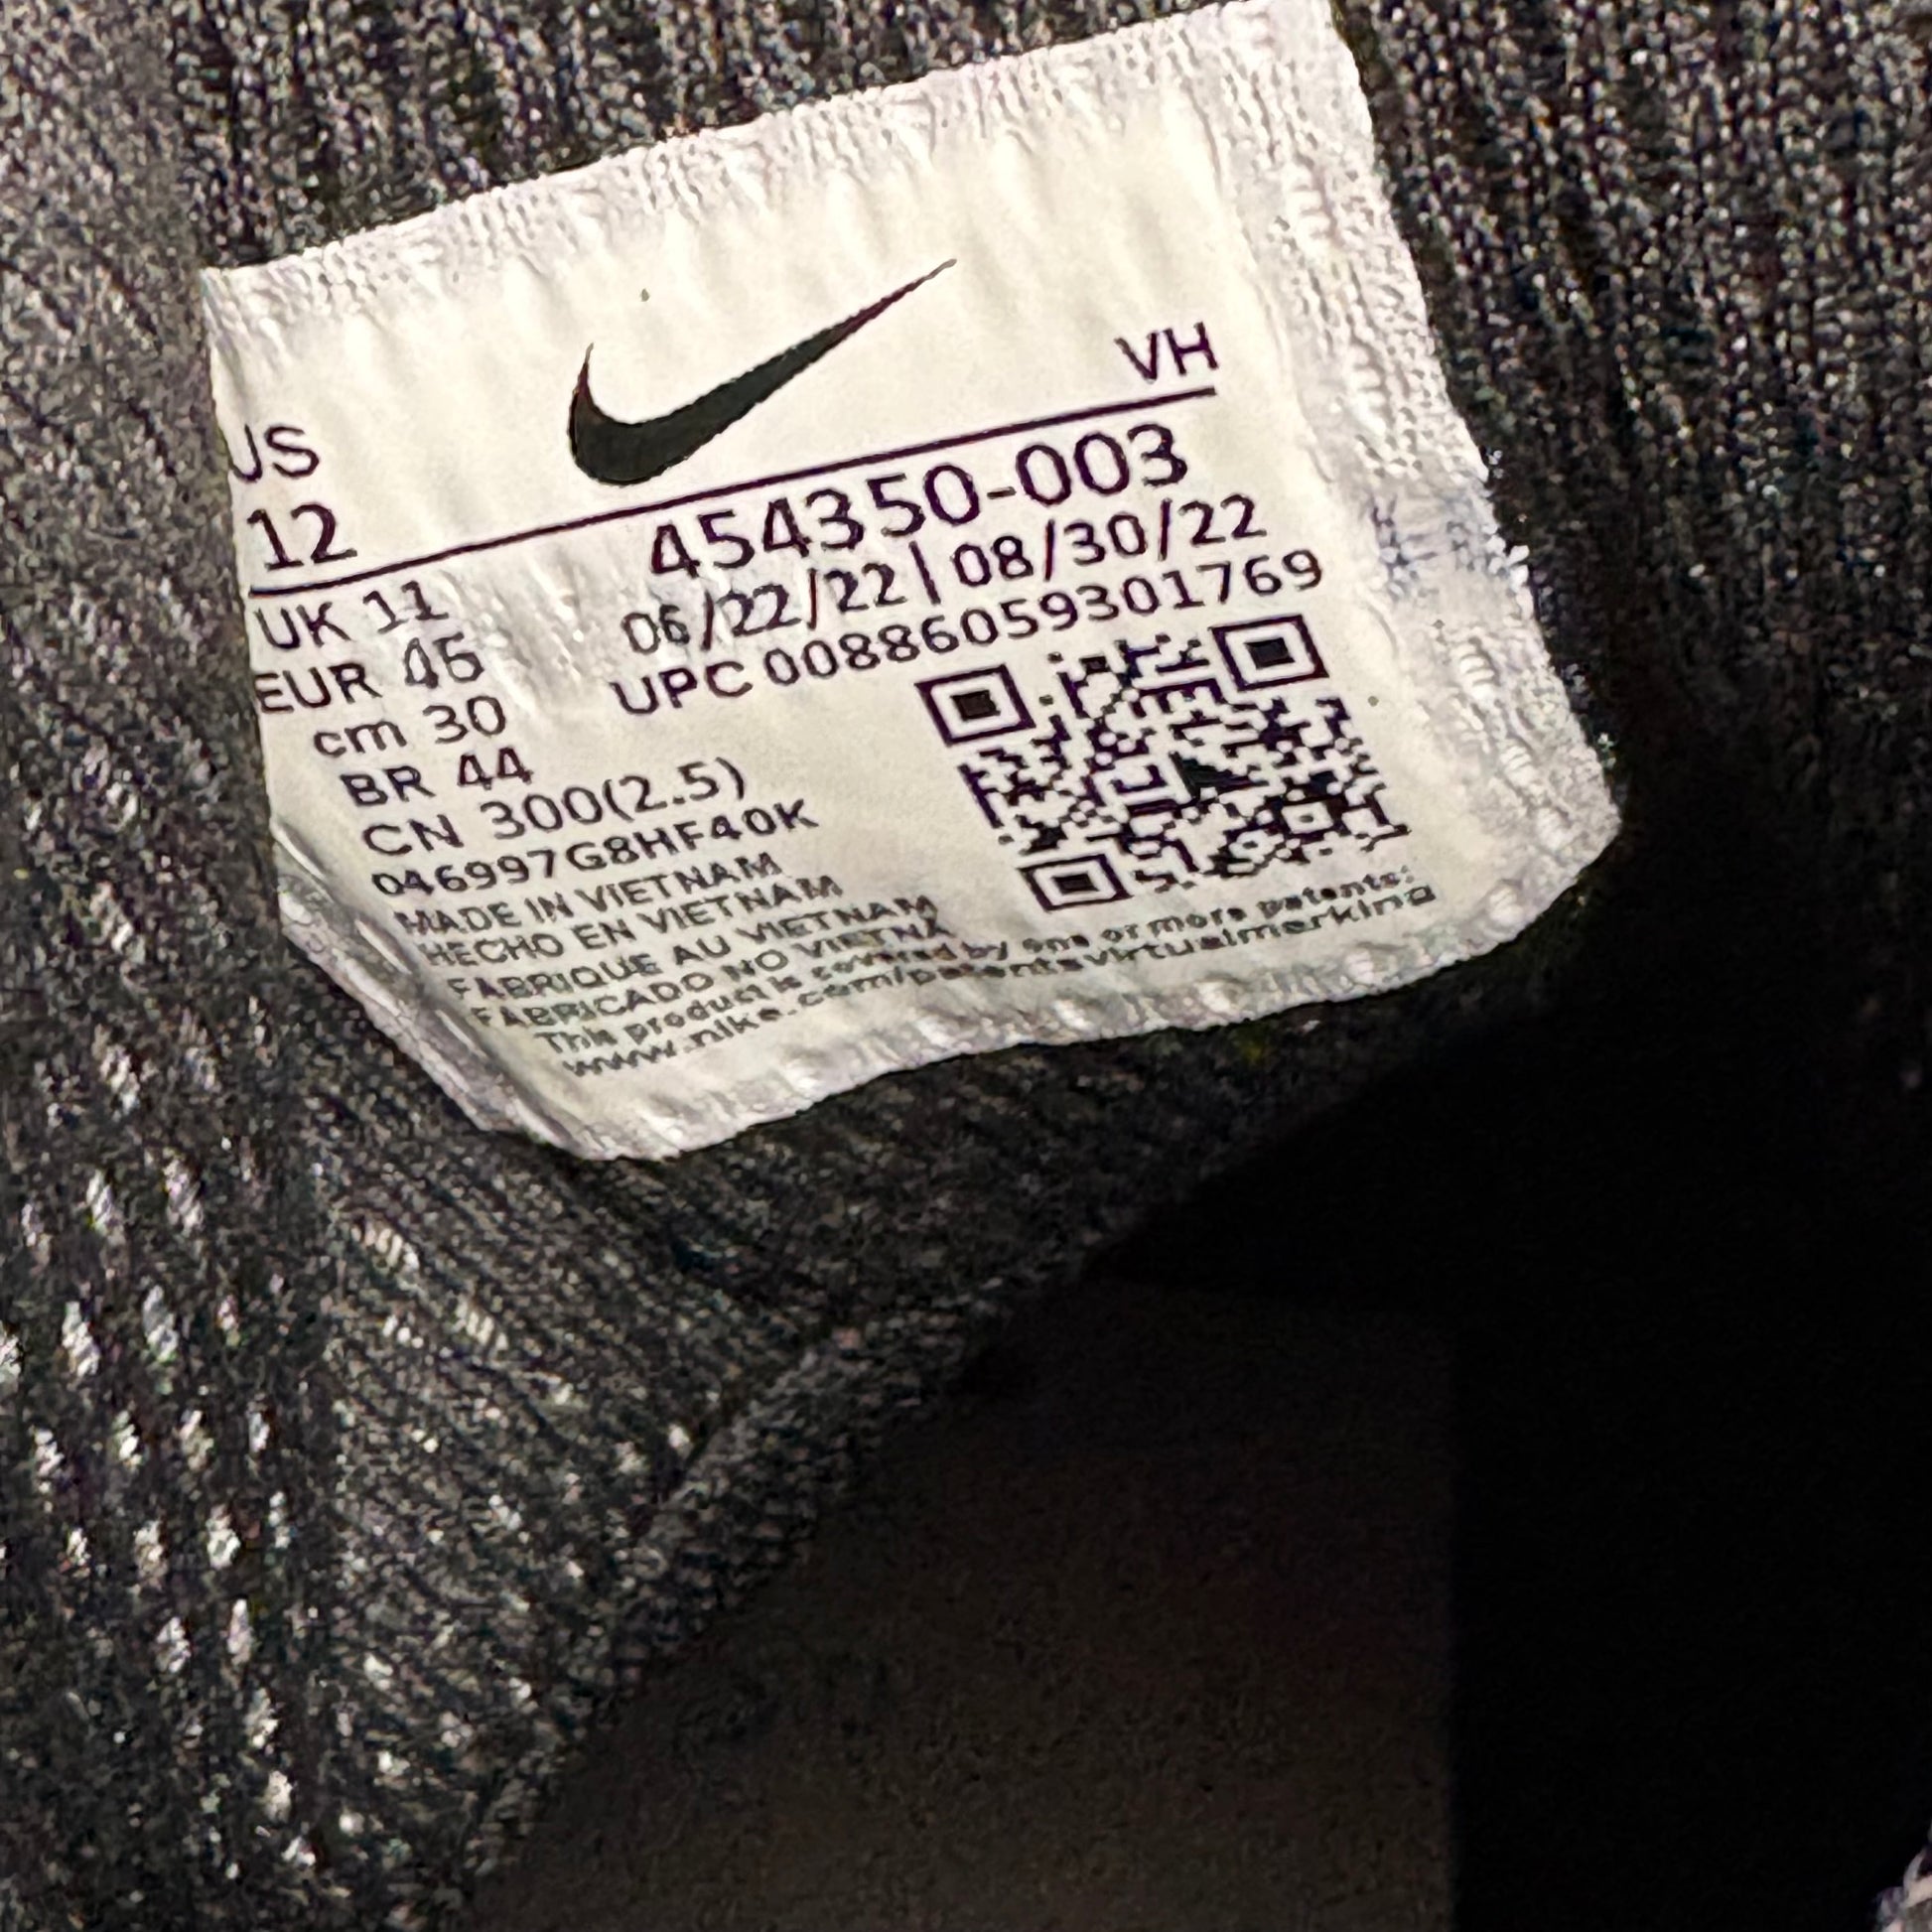 US
12
VH
454350-003
06/22/22 | 08/30/22
UPC 00886059301769
UK 11
EUR 46
cm 30
BR 44
CN 300(2.5)
046997G8HF40K
MADE IN VIETNAM
HECHO EN VIETNAM
FABRIQUE AU VIETNAM
FABRICADO NO VIETNA
This product is covered by one or more patents:
www.nike.com/patentsvirtualmarking